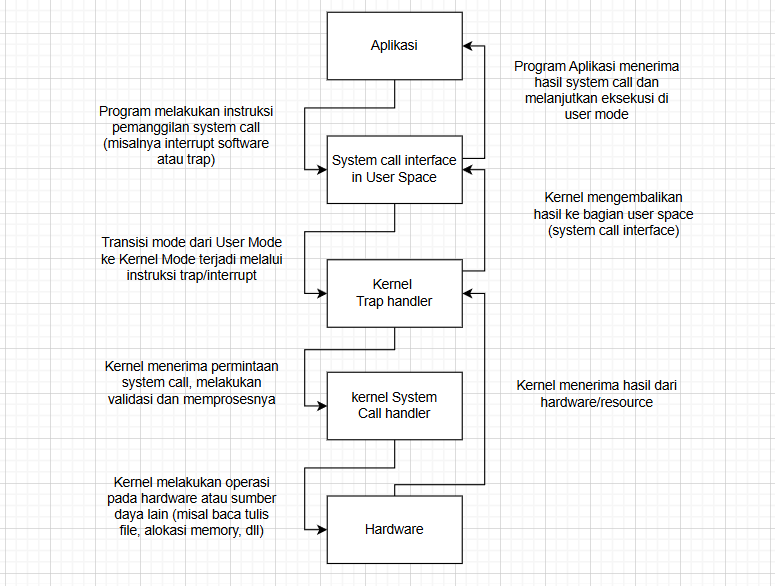 Aplikasi
Program Aplikasi menerima
hasil system call dan
melanjutkan eksekusi di
user mode
Program melakukan instruksi
pemanggilan system call
(misalnya interrupt software
atau trap)
System call interface
in User Space
Kernel mengembalikan
hasil ke bagian user space
(system call interface)
Transisi mode dari User Mode
ke Kernel Mode terjadi melalui
instruksi trap/interrupt
Kernel
Trap handler
Kernel menerima permintaan
system call, melakukan
validasi dan memprosesnya
kernel System
Call handler
Kernel menerima hasil dari
hardware/resource
Kernel melakukan operasi
pada hardware atau sumber
daya lain (misal baca tulis
file, alokasi memory, dll)
Hardware